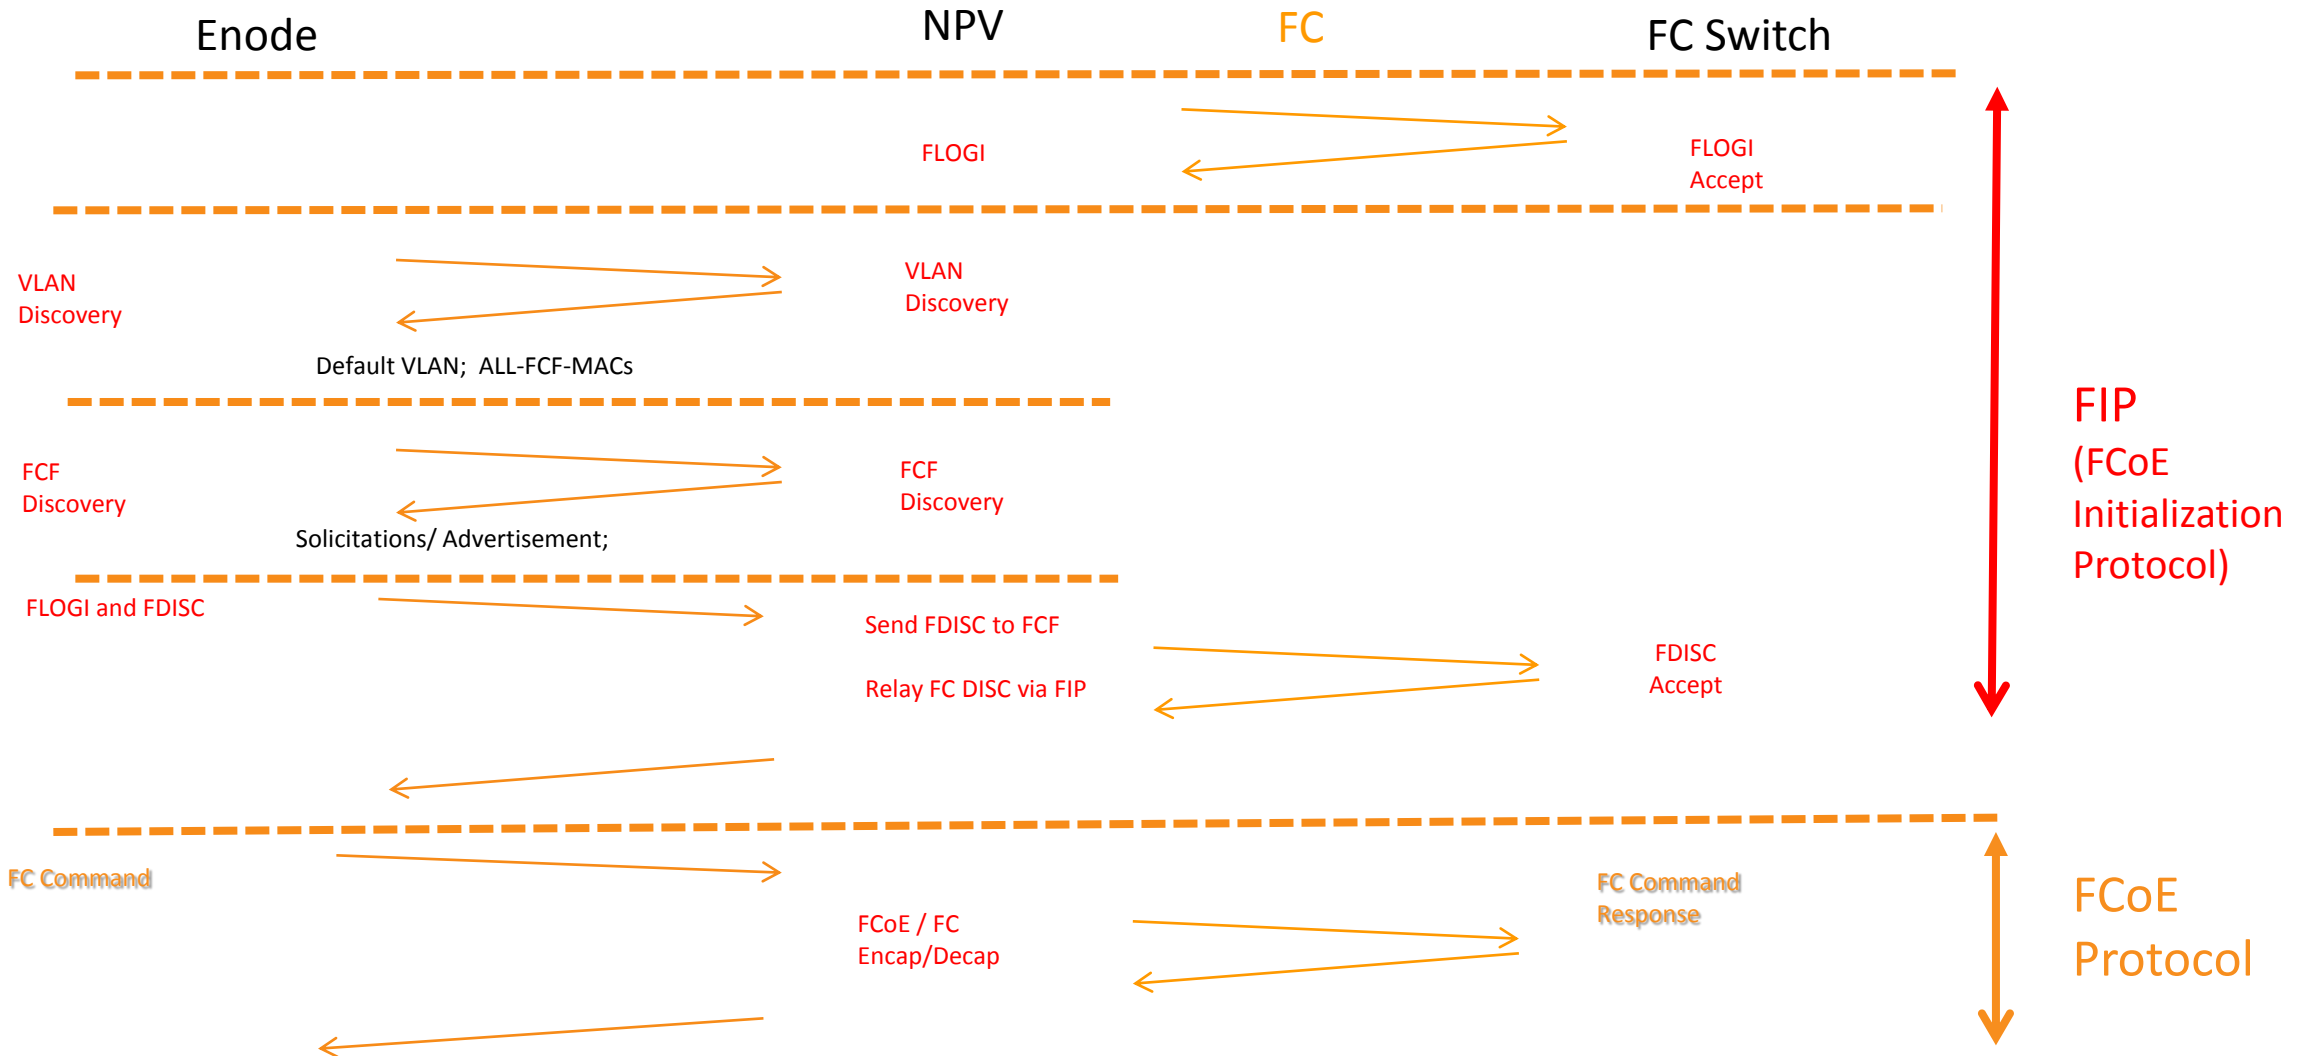 Enode
NPV
FC
FC Switch
FLOGI
FLOGI
Accept
VLAN
Discovery
VLAN
Discovery
Default VLAN;  ALL-FCF-MACs
FCF
Discovery
FCF
Discovery
Solicitations/ Advertisement;
FIP
(FCoE
Initialization
Protocol)
FLOGI and FDISC
Send FDISC to FCF
Relay FC DISC via FIP
FDISC
Accept
FC Command
FCoE / FC
Encap/Decap
FC Command
Response
FCoE
Protocol